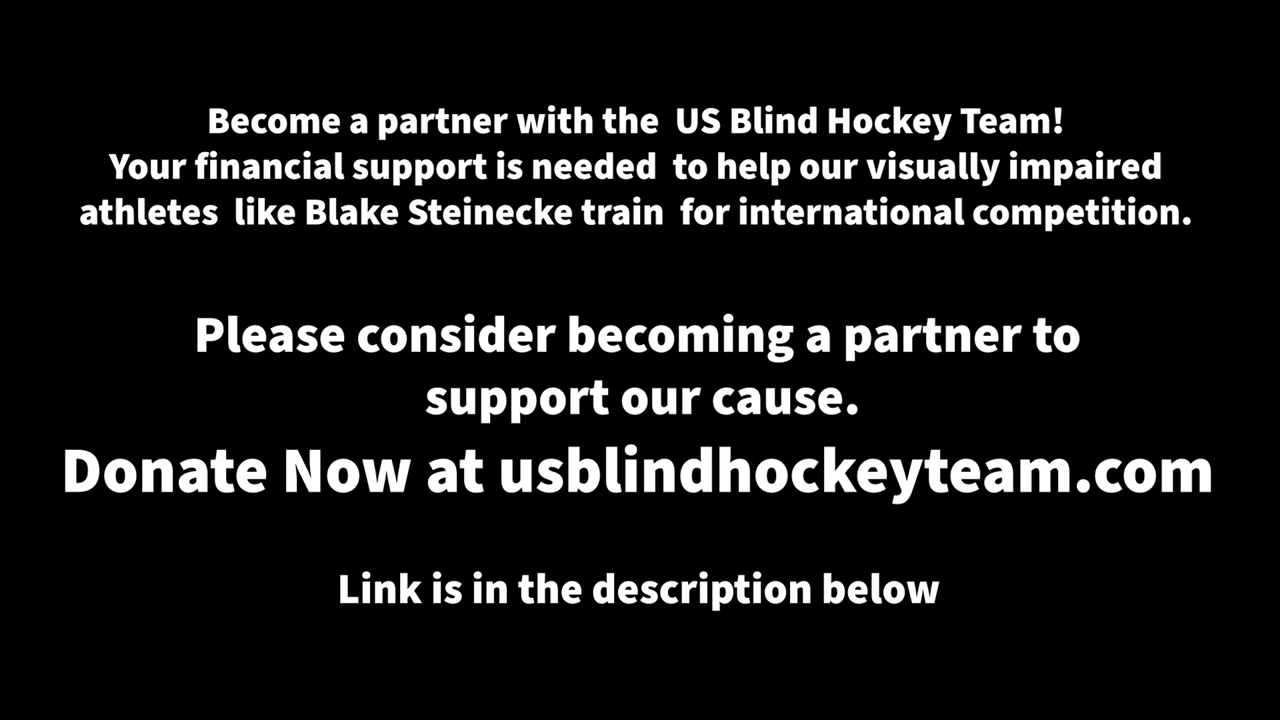 Become a partner with the US Blind Hockey Team!
Your financial support is needed to help our visually impaired
athletes like Blake Steinecke train for international competition.
Please consider becoming a partner to
support our cause.
Donate Now at usblindhockeyteam.com
Link is in the description below